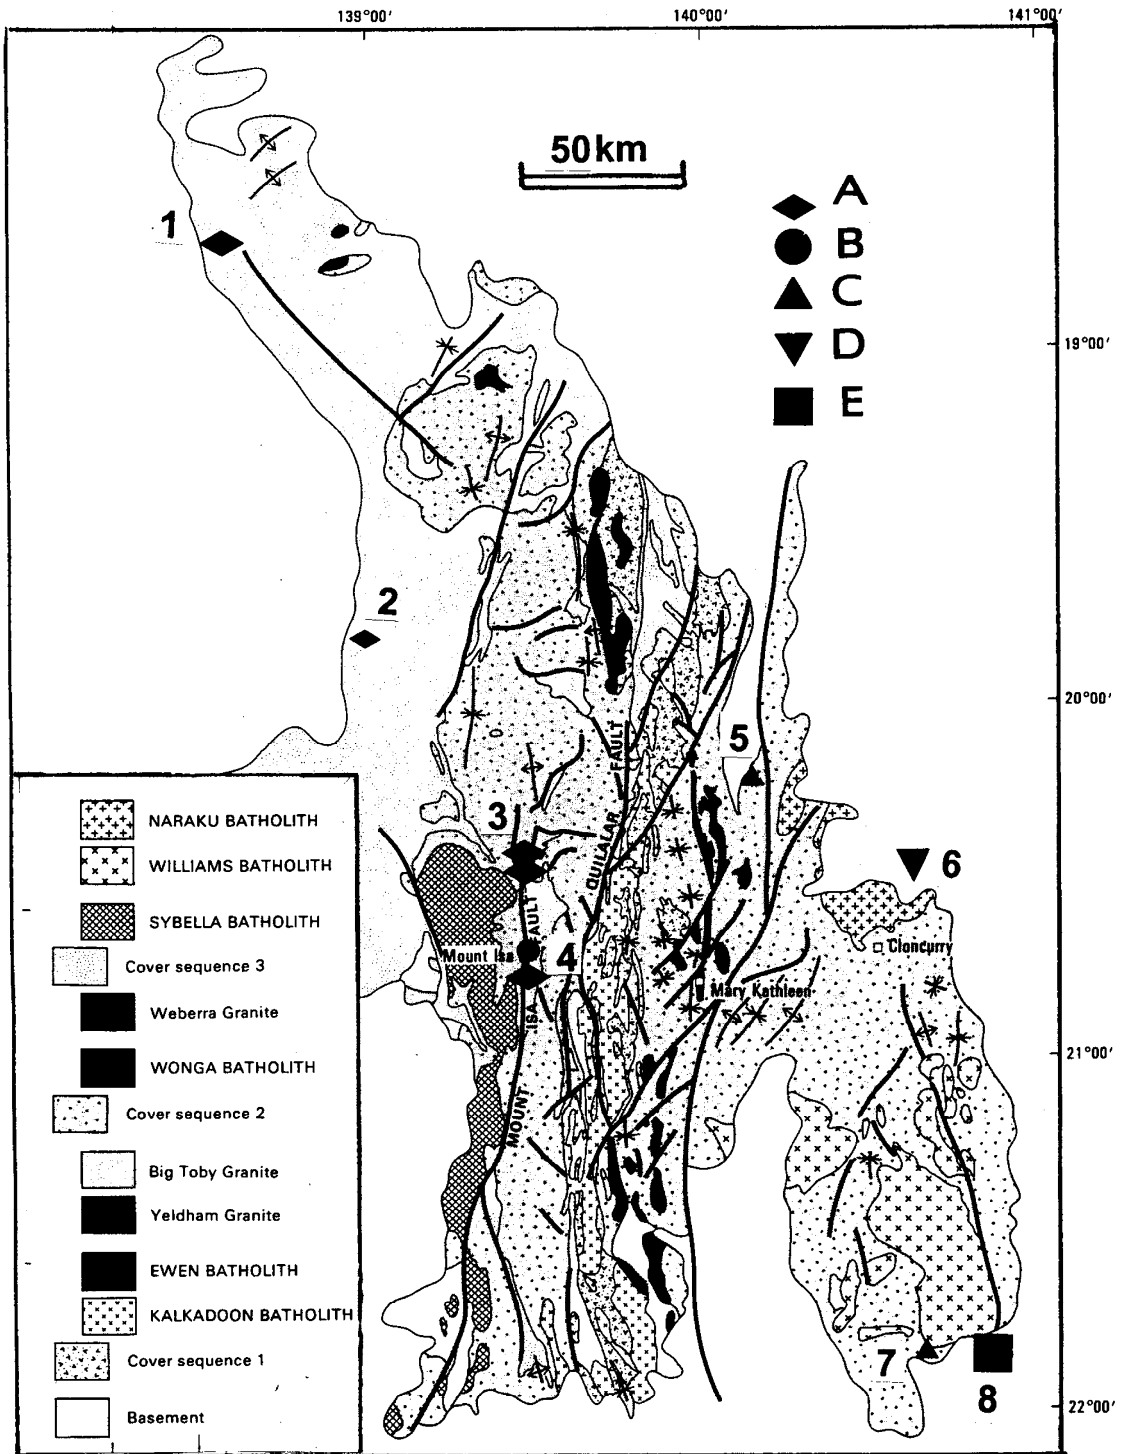 139°00'
140°00'
141°00'
50km
A
B
C
D
E
1
19°00'
2
20°00'
5
FAULT
3
QUILALAR
6
FAULT
Mount Isa
4
Cloncurry
Mary Kathleen
ISA
21°00'
MOUNT
7
8
22°00'
NARAKU BATHOLITH
WILLIAMS BATHOLITH
SYBELLA BATHOLITH
Cover sequence 3
Weberra Granite
WONGA BATHOLITH
Cover sequence 2
Big Toby Granite
Yeldham Granite
EWEN BATHOLITH
KALKADOON BATHOLITH
Cover sequence 1
Basement